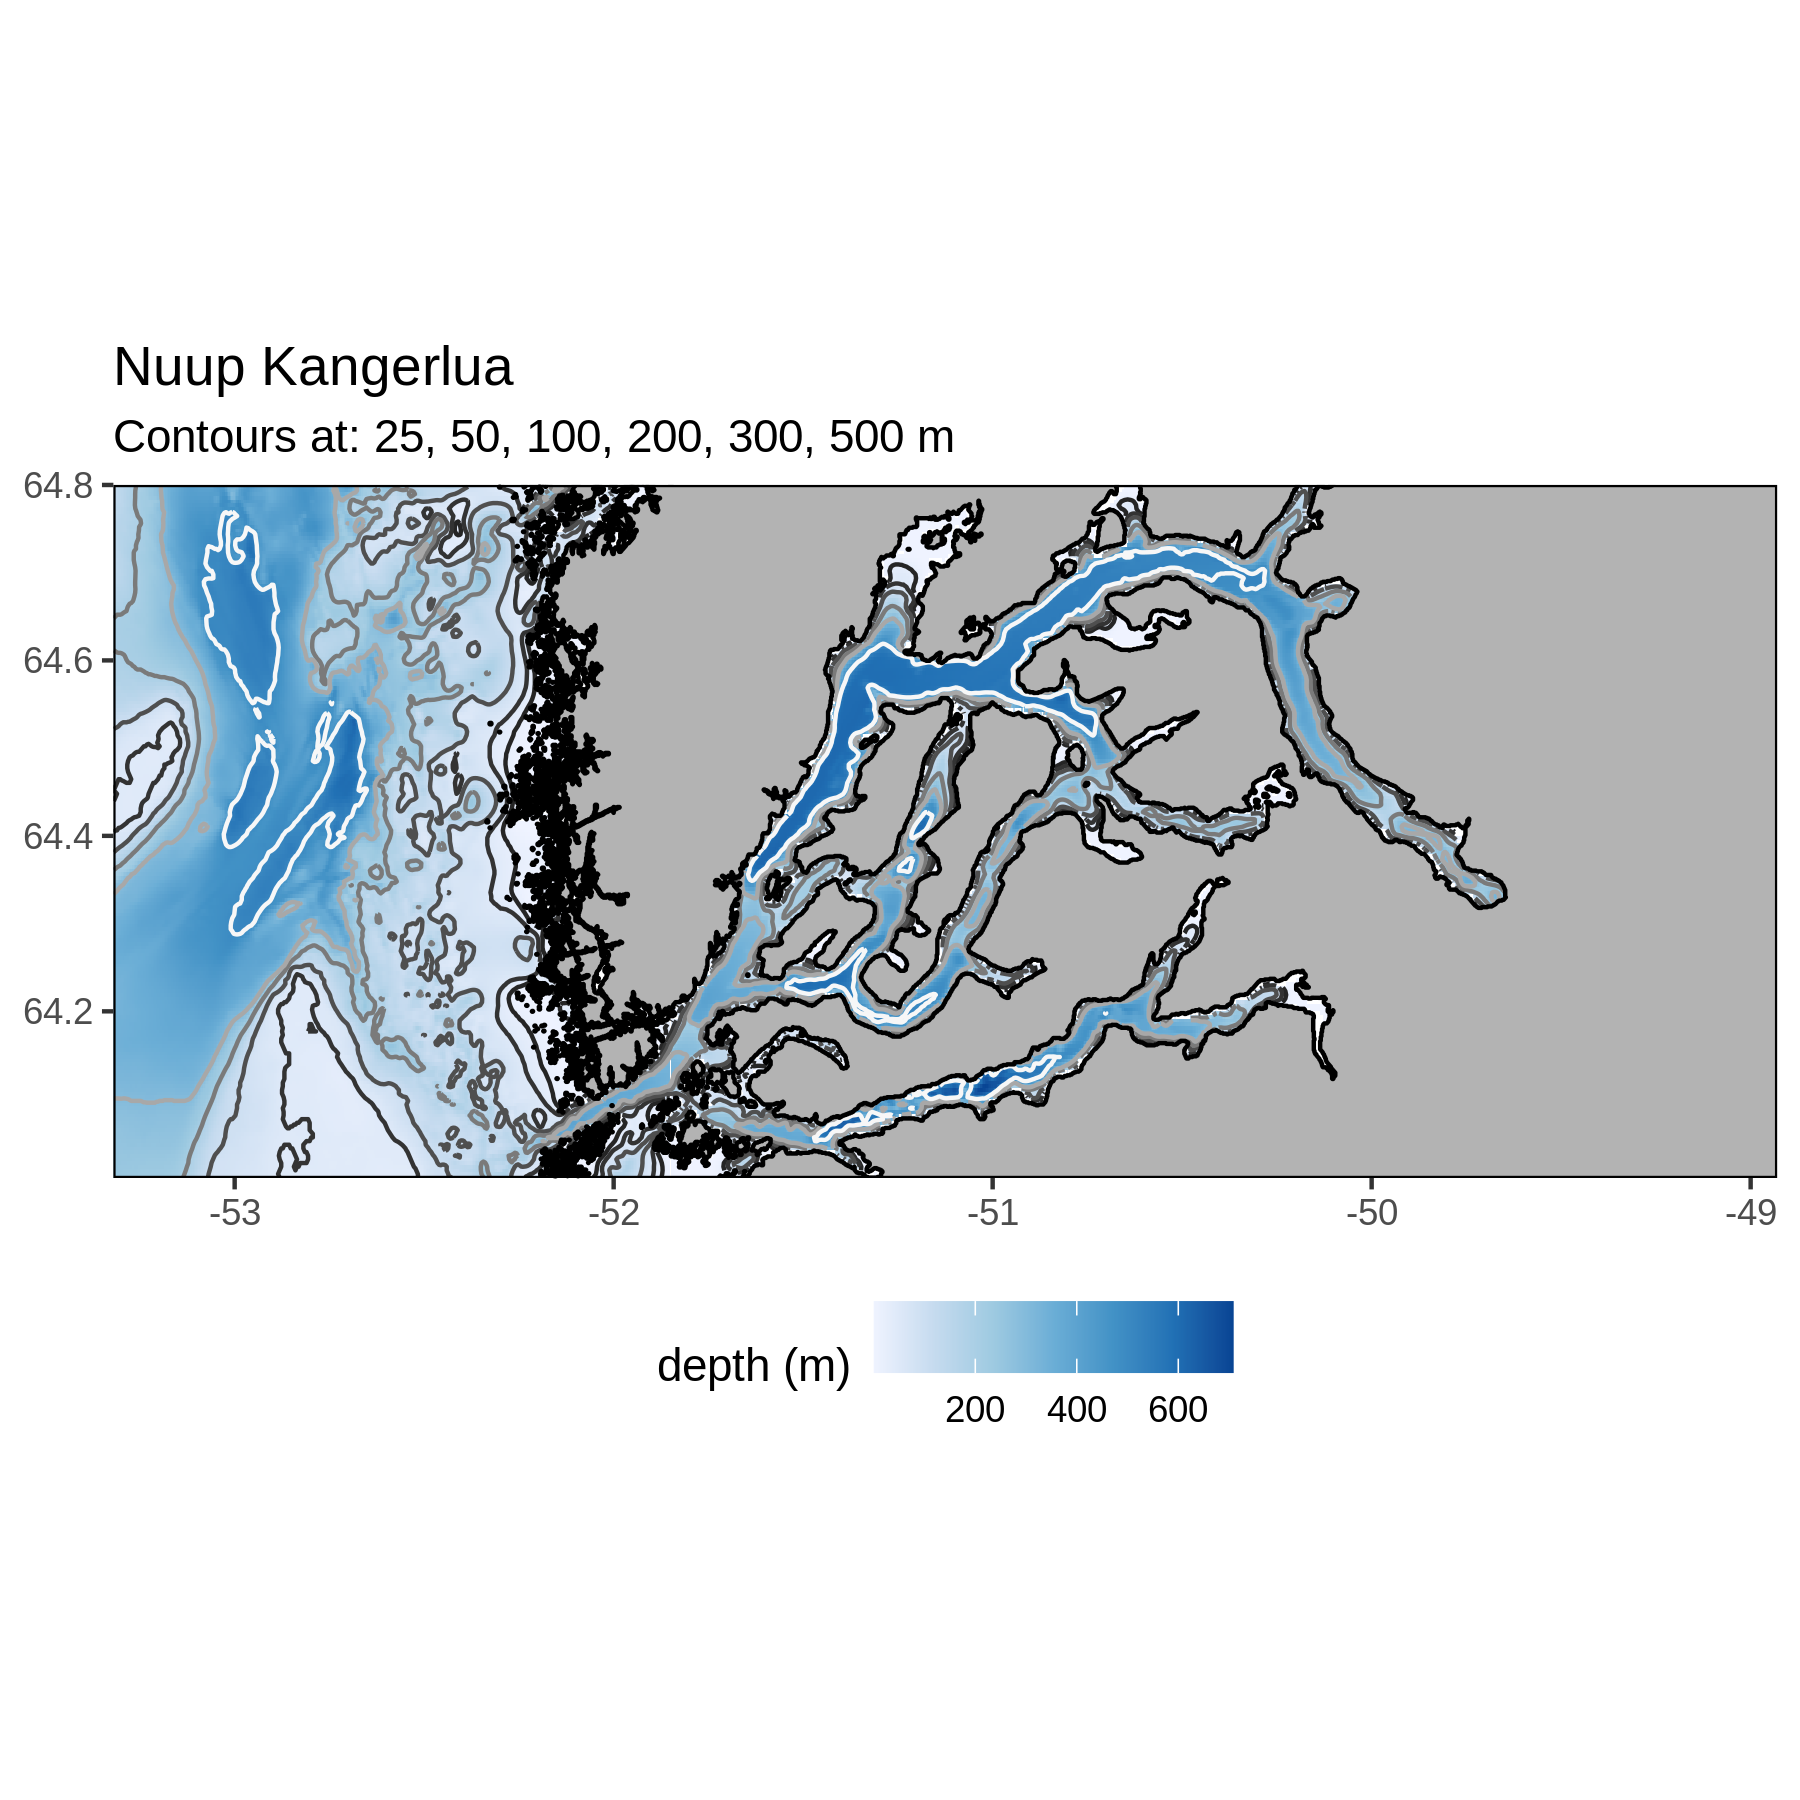 Nuup Kangerlua
Contours at: 25, 50, 100, 200, 300, 500 m
64.8
64.6
64.4
64.2
-53 -52 -51 -50 -49
depth (m)
200 400 600